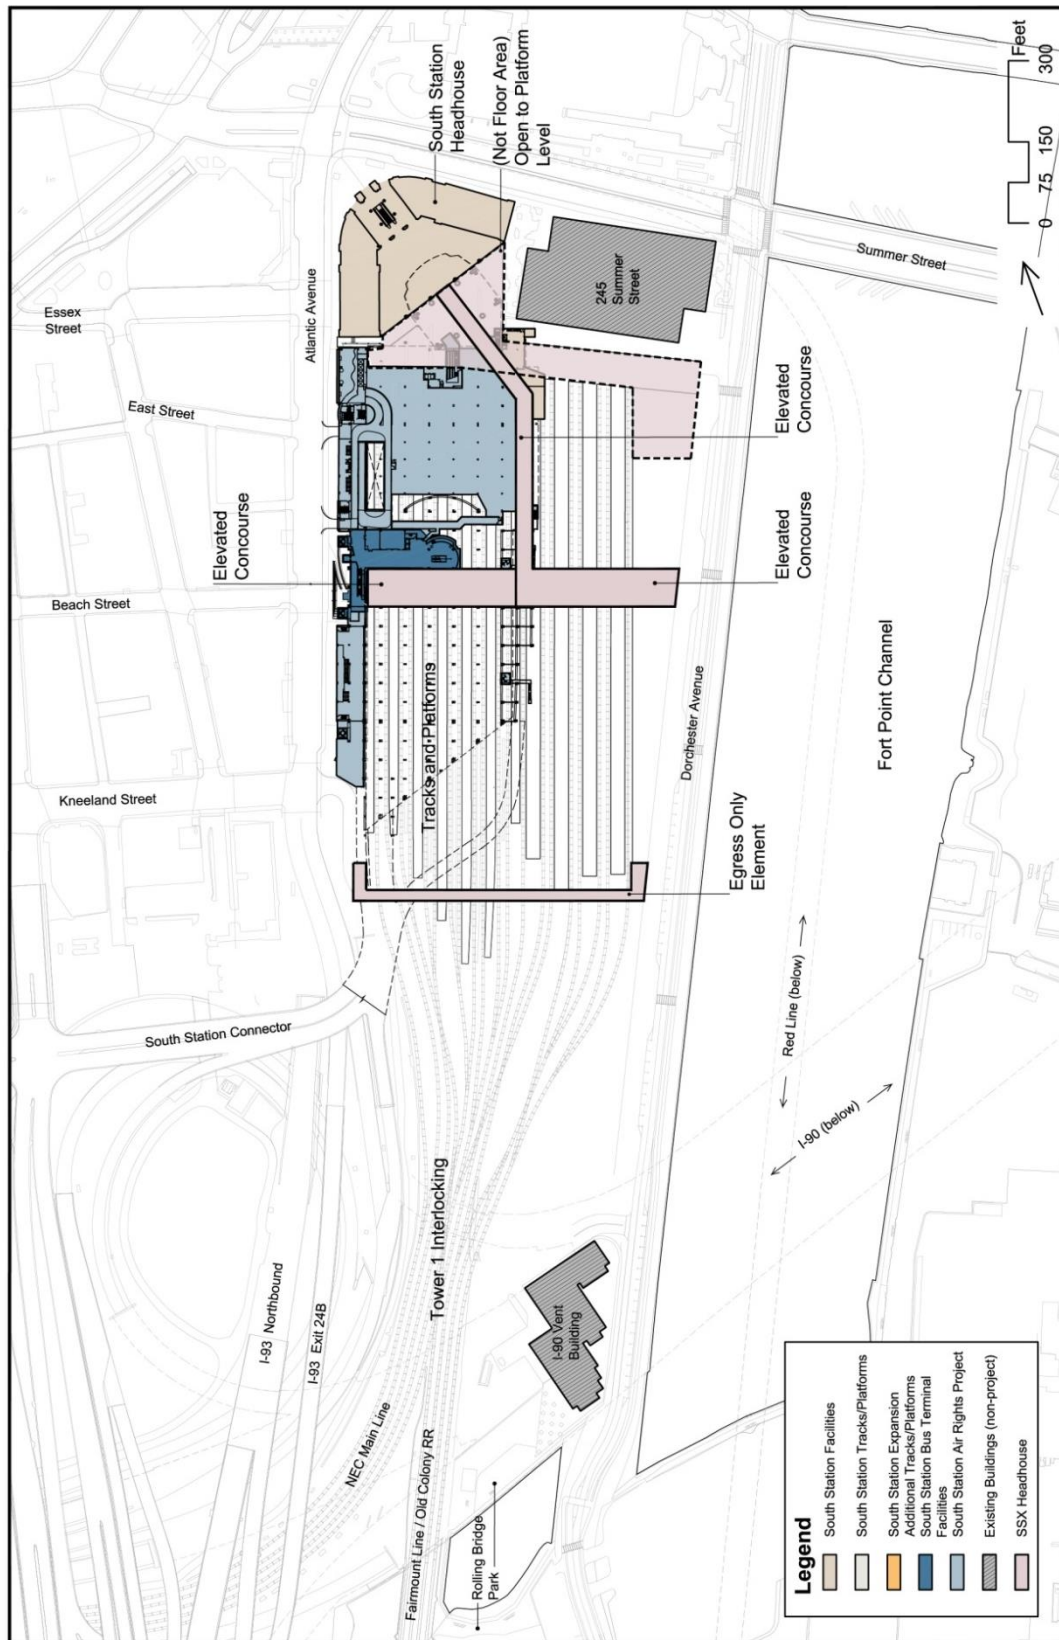 Essex
Street
Atlantic Avenue
East Street
Beach Street
Kneeland Street
South Station Connector
South Station
Headhouse
(Not Floor Area)
Open to Platform
Level
245
Summer
Street
Summer Street
Feet
0 75 150 300
Elevated
Concourse
Elevated
Concourse
Elevated
Concourse
Tracks and Platforms
Egress Only
Element
Dorchester Avenue
Fort Point Channel
Red Line (below)
I-90 (below)
Tower 1 Interlocking
I-93 Northbound
I-93 Exit 24B
NEC Main Line
Fairmount Line / Old Colony RR
I-90 Vent
Building
Rolling Bridge
Park
Legend
South Station Facilities
South Station Tracks/Platforms
South Station Expansion
Additional Tracks/Platforms
South Station Bus Terminal
Facilities
South Station Air Rights Project
Existing Buildings (non-project)
SSX Headhouse